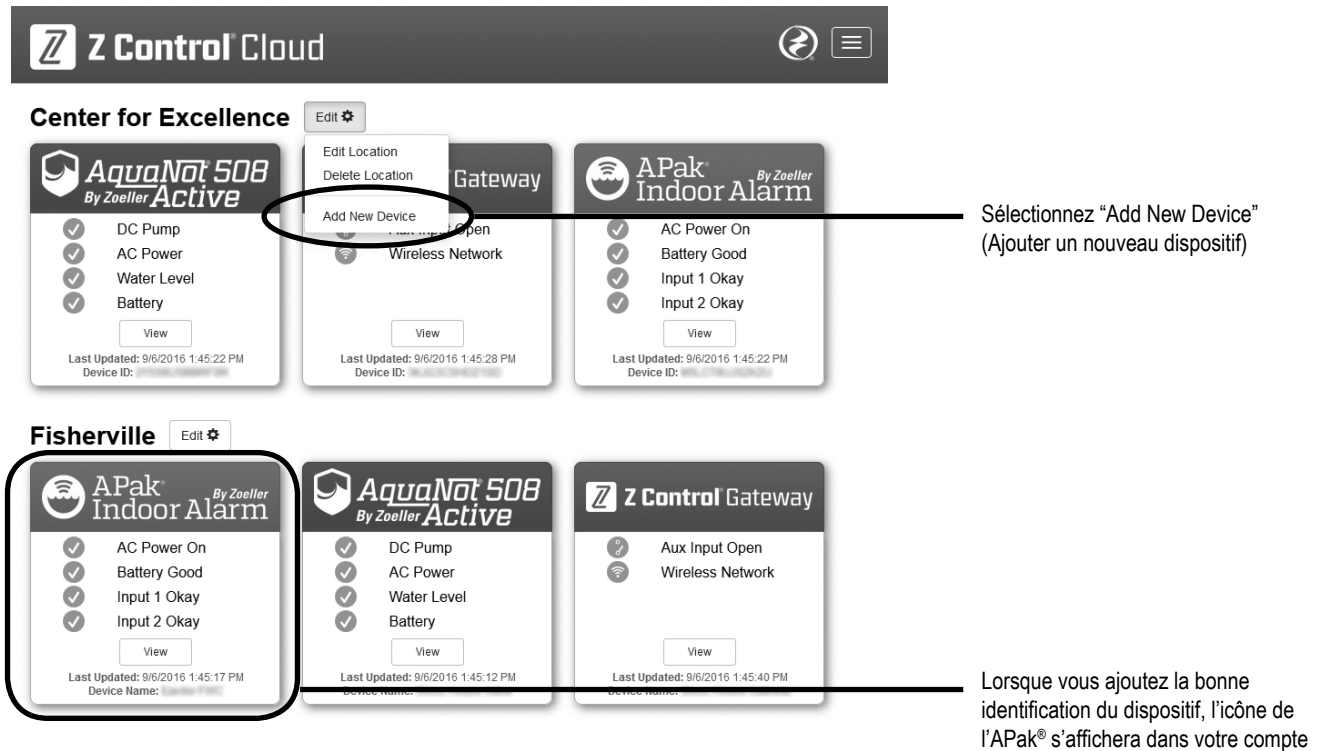 Z Control® Cloud
Center for Excellence
Edit
Edit Location
Delete Location
Add New Device
AquaNot® 508
By Zoeller Active
DC Pump
AC Power
Water Level
Battery
View
Last Updated: 9/6/2016 1:45:22 PM
Device ID:
Gateway
Aux Input Open
Wireless Network
View
Last Updated: 9/6/2016 1:45:28 PM
Device ID:
APak® By Zoeller
Indoor Alarm
AC Power On
Battery Good
Input 1 Okay
Input 2 Okay
View
Last Updated: 9/6/2016 1:45:22 PM
Device ID:
Sélectionnez “Add New Device”
(Ajouter un nouveau dispositif)
Fisherville
Edit
APak® By Zoeller
Indoor Alarm
AC Power On
Battery Good
Input 1 Okay
Input 2 Okay
View
Last Updated: 9/6/2016 1:45:17 PM
Device Name:
AquaNot® 508
By Zoeller Active
DC Pump
AC Power
Water Level
Battery
View
Last Updated: 9/6/2016 1:45:12 PM
Device Name:
Z Control® Gateway
Aux Input Open
Wireless Network
View
Last Updated: 9/6/2016 1:45:40 PM
Device Name:
Lorsque vous ajoutez la bonne
identification du dispositif, l’icône de
l’APak® s’affichera dans votre compte